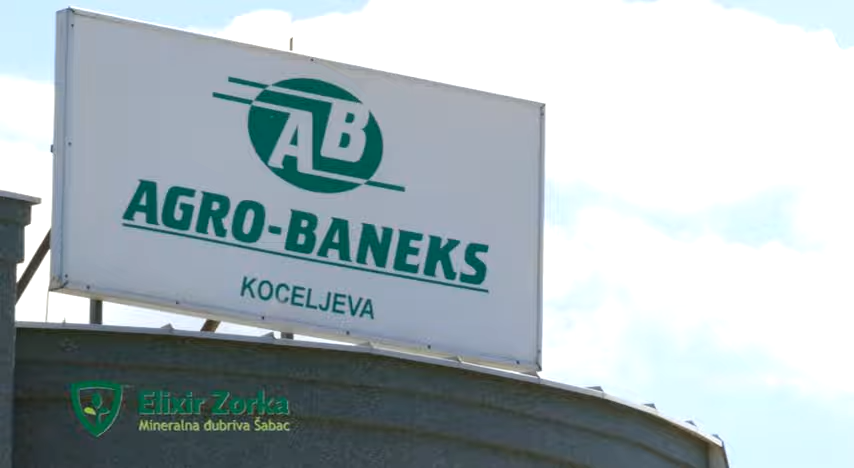 AB
AGRO-BANEKS
KOCELJEVA
Elixir Zorka
Mineralna đubriva Šabac